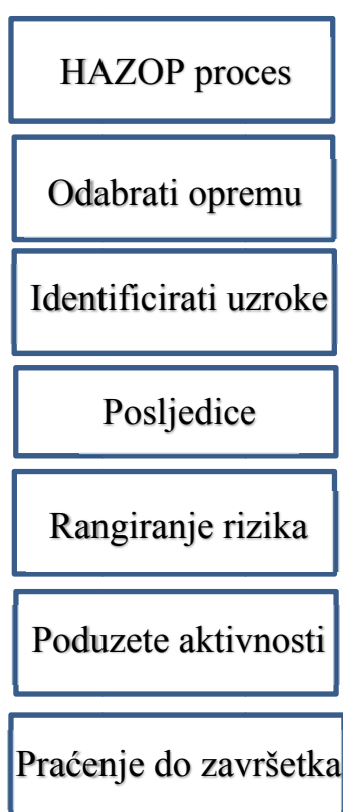 HAZOP proces
Odabrati opremu
Identificirati uzroke
Posljedice
Rangiranje rizika
Poduzete aktivnosti
Praćenje do završetka